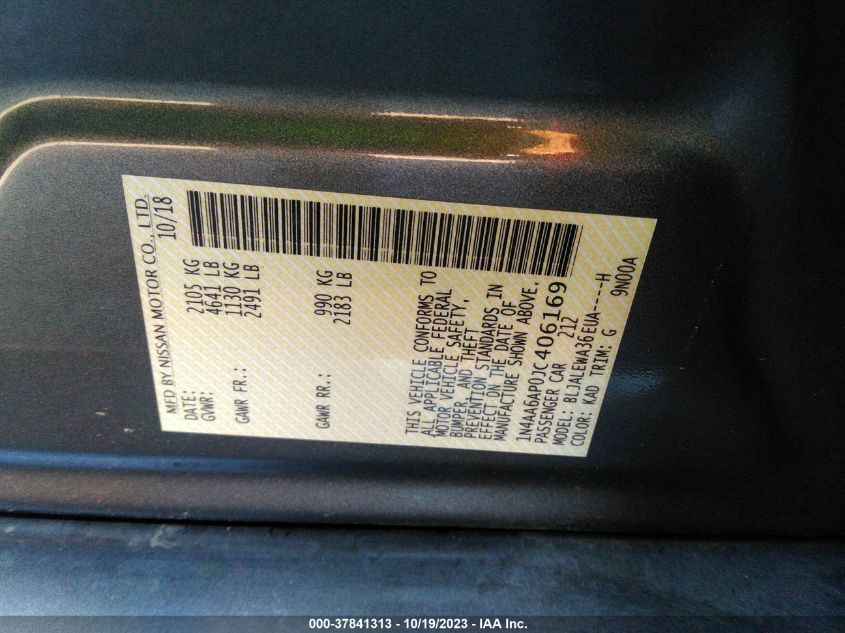 MFD BY NISSAN MOTOR CO., LTD.
DATE: 10/18
GVWR: 2105 KG
4641 LB
GAWR FR.: 1130 KG
2491 LB
GAWR RR.: 990 KG
2183 LB
THIS VEHICLE CONFORMS TO
ALL APPLICABLE FEDERAL
MOTOR VEHICLE SAFETY,
BUMPER, AND THEFT
PREVENTION STANDARDS IN
EFFECT ON THE DATE OF
MANUFACTURE SHOWN ABOVE.
1N4AA6AP0JC406169
PASSENGER CAR 212
MODEL: BLJALEWA36EUA----H
COLOR: KAD TRIM: G 9N00A
000-37841313 - 10/19/2023 - IAA Inc.